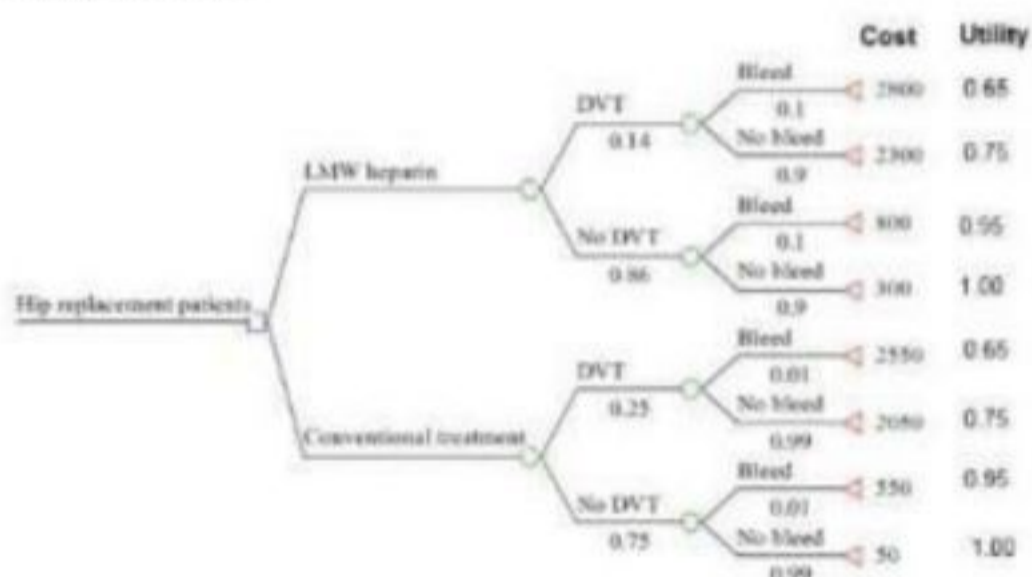 Cost Utility
Bleed
2800 0.65
DVT
0.1
0.14
No bleed
2300 0.75
0.9
LMW heparin
Bleed
800 0.95
No DVT
0.1
0.86
No bleed
300 1.00
0.9
Hip replacement patients
Bleed
2550 0.65
DVT
0.01
0.25
No bleed
2050 0.75
0.99
Conventional treatment
Bleed
550 0.95
No DVT
0.01
0.75
No bleed
50 1.00
0.99